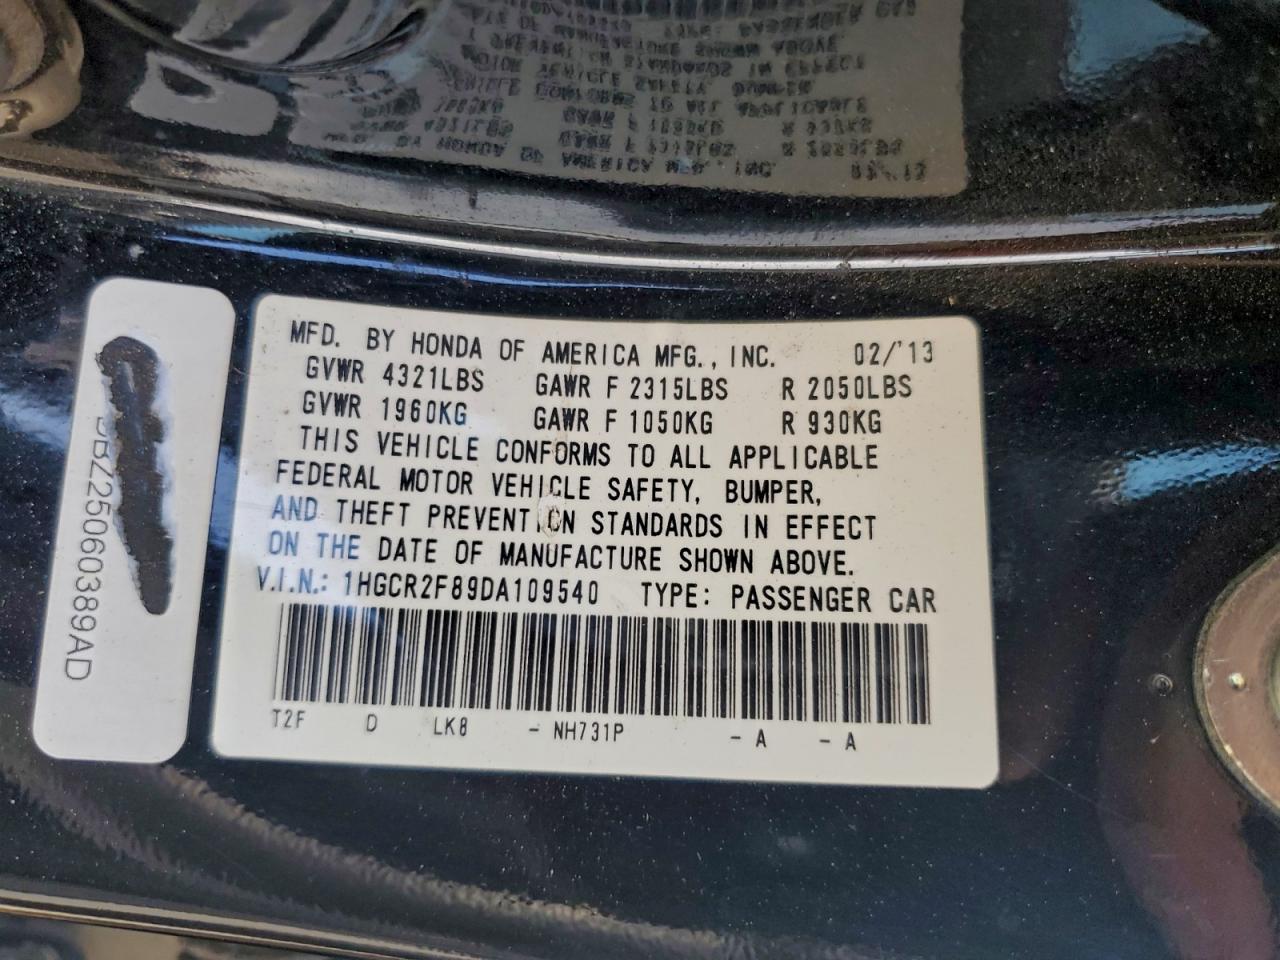 MFD. BY HONDA OF AMERICA MFG., INC. 02/'13
GVWR 4321LBS GAWR F 2315LBS R 2050LBS
GVWR 1960KG GAWR F 1050KG R 930KG
THIS VEHICLE CONFORMS TO ALL APPLICABLE
FEDERAL MOTOR VEHICLE SAFETY, BUMPER,
AND THEFT PREVENTION STANDARDS IN EFFECT
ON THE DATE OF MANUFACTURE SHOWN ABOVE.
V.I.N.: 1HGCR2F89DA109540 TYPE: PASSENGER CAR
T2F D LK8 - NH731P - A - A